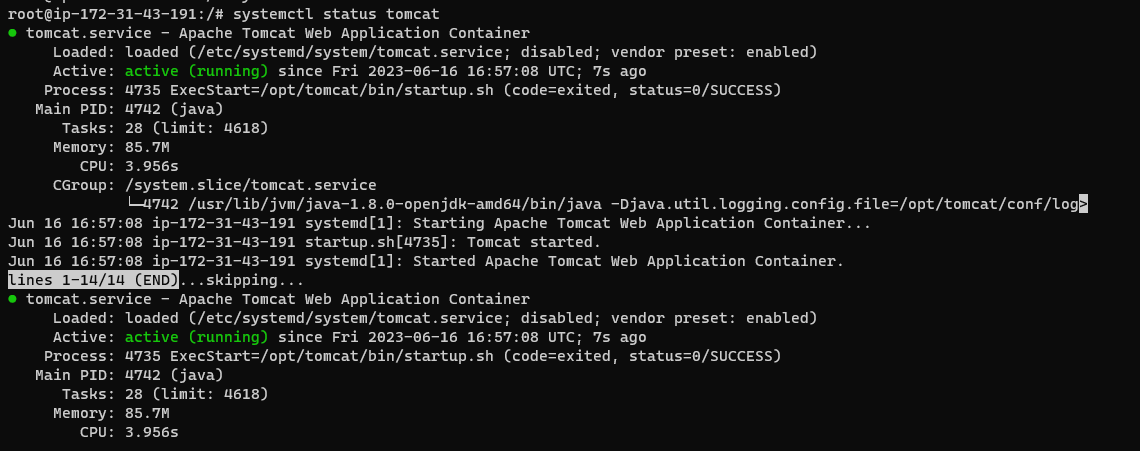 root@ip-172-31-43-191:/# systemctl status tomcat
● tomcat.service - Apache Tomcat Web Application Container
Loaded: loaded (/etc/systemd/system/tomcat.service; disabled; vendor preset: enabled)
Active: active (running) since Fri 2023-06-16 16:57:08 UTC; 7s ago
Process: 4735 ExecStart=/opt/tomcat/bin/startup.sh (code=exited, status=0/SUCCESS)
Main PID: 4742 (java)
Tasks: 28 (limit: 4618)
Memory: 85.7M
CPU: 3.956s
CGroup: /system.slice/tomcat.service
└─4742 /usr/lib/jvm/java-1.8.0-openjdk-amd64/bin/java -Djava.util.logging.config.file=/opt/tomcat/conf/log>
Jun 16 16:57:08 ip-172-31-43-191 systemd[1]: Starting Apache Tomcat Web Application Container...
Jun 16 16:57:08 ip-172-31-43-191 startup.sh[4735]: Tomcat started.
Jun 16 16:57:08 ip-172-31-43-191 systemd[1]: Started Apache Tomcat Web Application Container.
lines 1-14/14 (END)...skipping...
● tomcat.service - Apache Tomcat Web Application Container
Loaded: loaded (/etc/systemd/system/tomcat.service; disabled; vendor preset: enabled)
Active: active (running) since Fri 2023-06-16 16:57:08 UTC; 7s ago
Process: 4735 ExecStart=/opt/tomcat/bin/startup.sh (code=exited, status=0/SUCCESS)
Main PID: 4742 (java)
Tasks: 28 (limit: 4618)
Memory: 85.7M
CPU: 3.956s